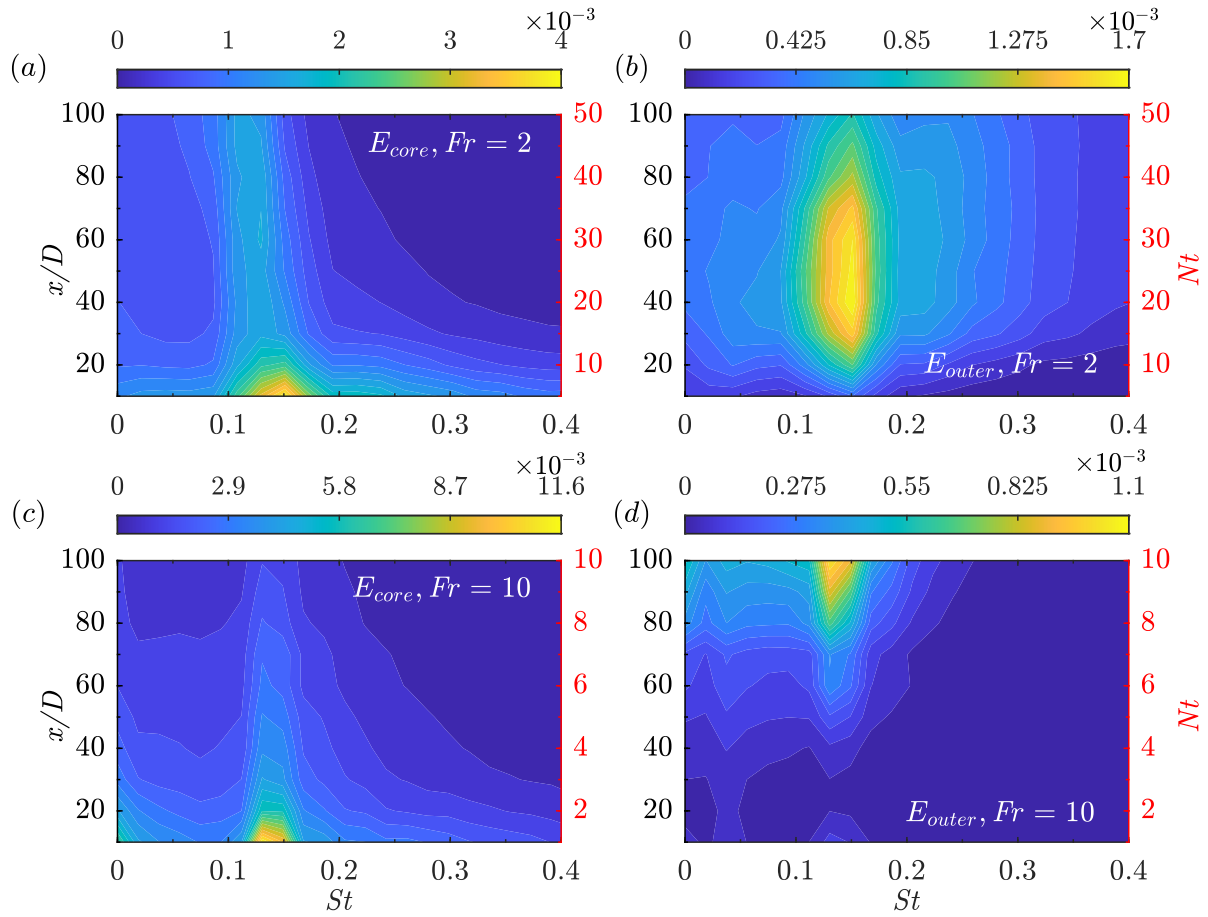 ×10⁻³ ×10⁻³
0 1 2 3 4 0 0.425 0.85 1.275 1.7
(a) (b)
100 50 100 50
E_core, Fr = 2
80 40 80 40
x/D 60 30 60 30 Nt
40 20 40 20
20 10 20 10
E_outer, Fr = 2
0 0.1 0.2 0.3 0.4 0 0.1 0.2 0.3 0.4
×10⁻³ ×10⁻³
0 2.9 5.8 8.7 11.6 0 0.275 0.55 0.825 1.1
(c) (d)
100 10 100 10
E_core, Fr = 10
80 8 80 8
x/D 60 6 60 6 Nt
40 4 40 4
20 2 20 2
E_outer, Fr = 10
0 0.1 0.2 0.3 0.4 0 0.1 0.2 0.3 0.4
St St